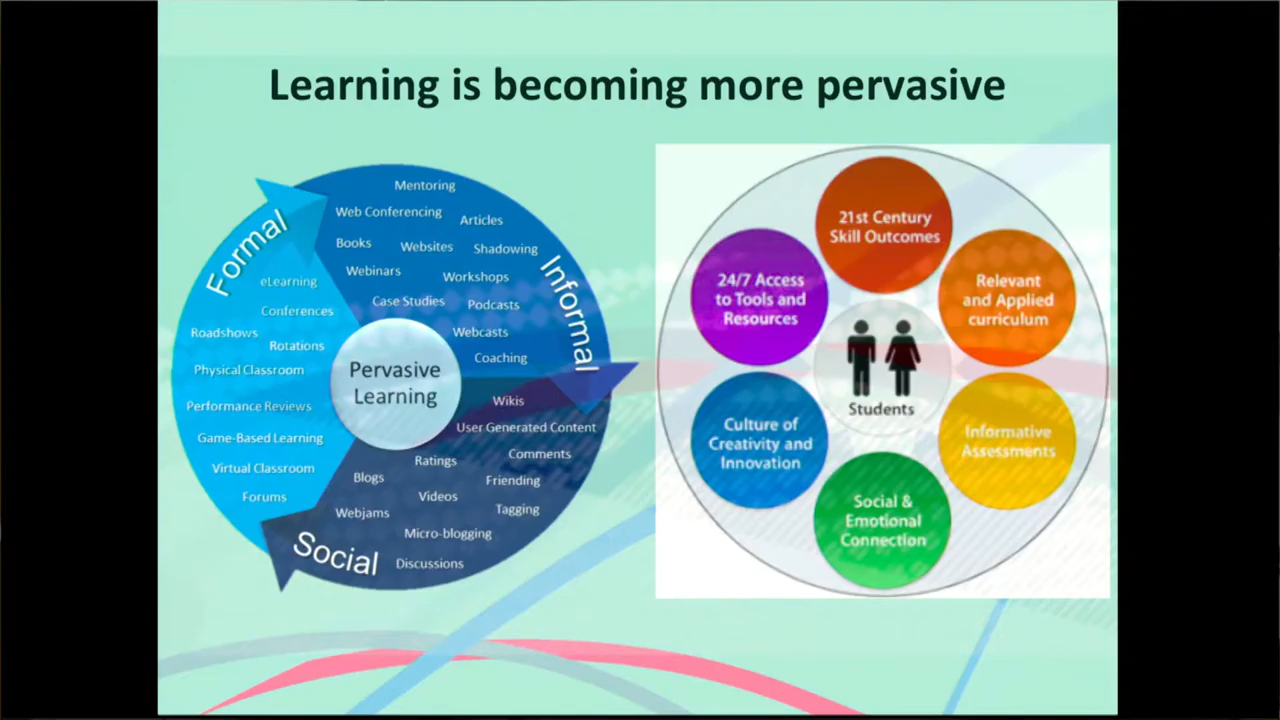 Learning is becoming more pervasive
Formal
eLearning
Conferences
Roadshows
Rotations
Physical Classroom
Performance Reviews
Game-Based Learning
Virtual Classroom
Forums
Informal
Mentoring
Web Conferencing
Articles
Books
Websites
Shadowing
Webinars
Workshops
Case Studies
Podcasts
Webcasts
Coaching
Pervasive
Learning
Social
Wikis
User Generated Content
Comments
Ratings
Blogs
Friending
Videos
Tagging
Webjams
Micro-blogging
Discussions
21st Century
Skill Outcomes
Relevant
and Applied
curriculum
Informative
Assessments
Social &
Emotional
Connection
Culture of
Creativity and
Innovation
24/7 Access
to Tools and
Resources
Students